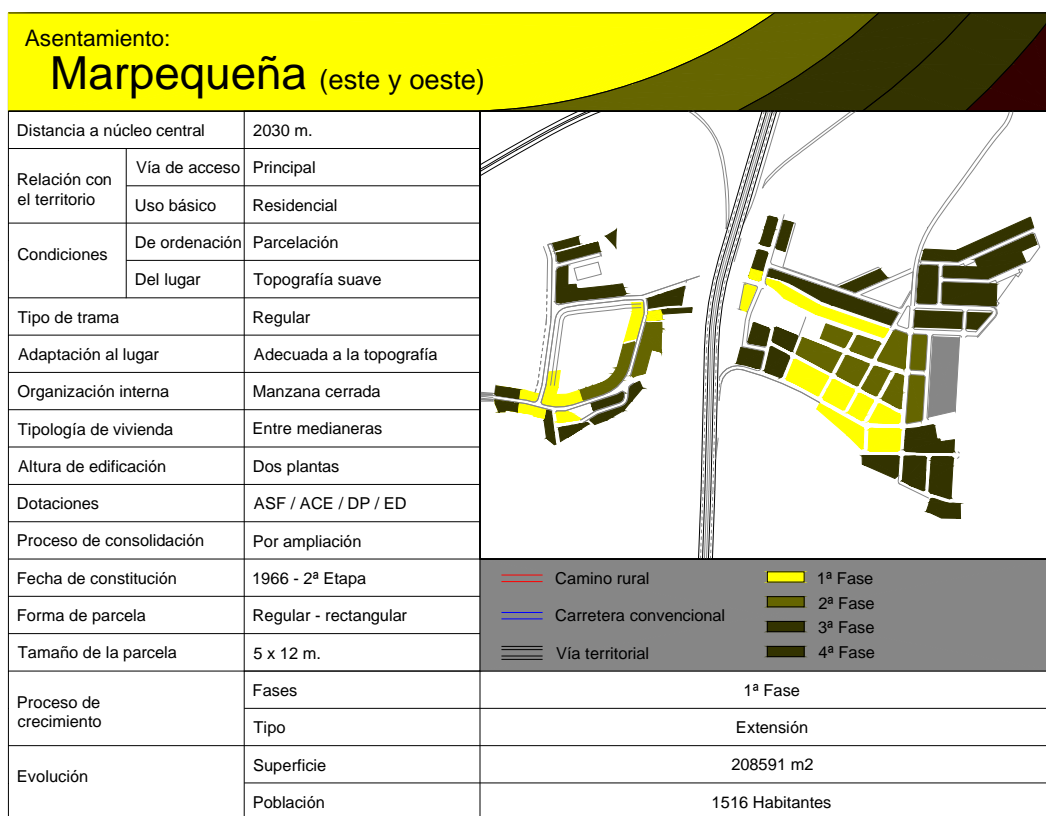 Asentamiento:
Marpequeña (este y oeste)
Distancia a núcleo central 2030 m.
Relación con el territorio Vía de acceso Principal
Uso básico Residencial
Condiciones De ordenación Parcelación
Del lugar Topografía suave
Tipo de trama Regular
Adaptación al lugar Adecuada a la topografía
Organización interna Manzana cerrada
Tipología de vivienda Entre medianeras
Altura de edificación Dos plantas
Dotaciones ASF / ACE / DP / ED
Proceso de consolidación Por ampliación
Fecha de constitución 1966 - 2ª Etapa
Forma de parcela Regular - rectangular
Tamaño de la parcela 5 x 12 m.
Camino rural 1ª Fase
2ª Fase
Carretera convencional
3ª Fase
Vía territorial 4ª Fase
Proceso de crecimiento Fases 1ª Fase
Tipo Extensión
Evolución Superficie 208591 m2
Población 1516 Habitantes